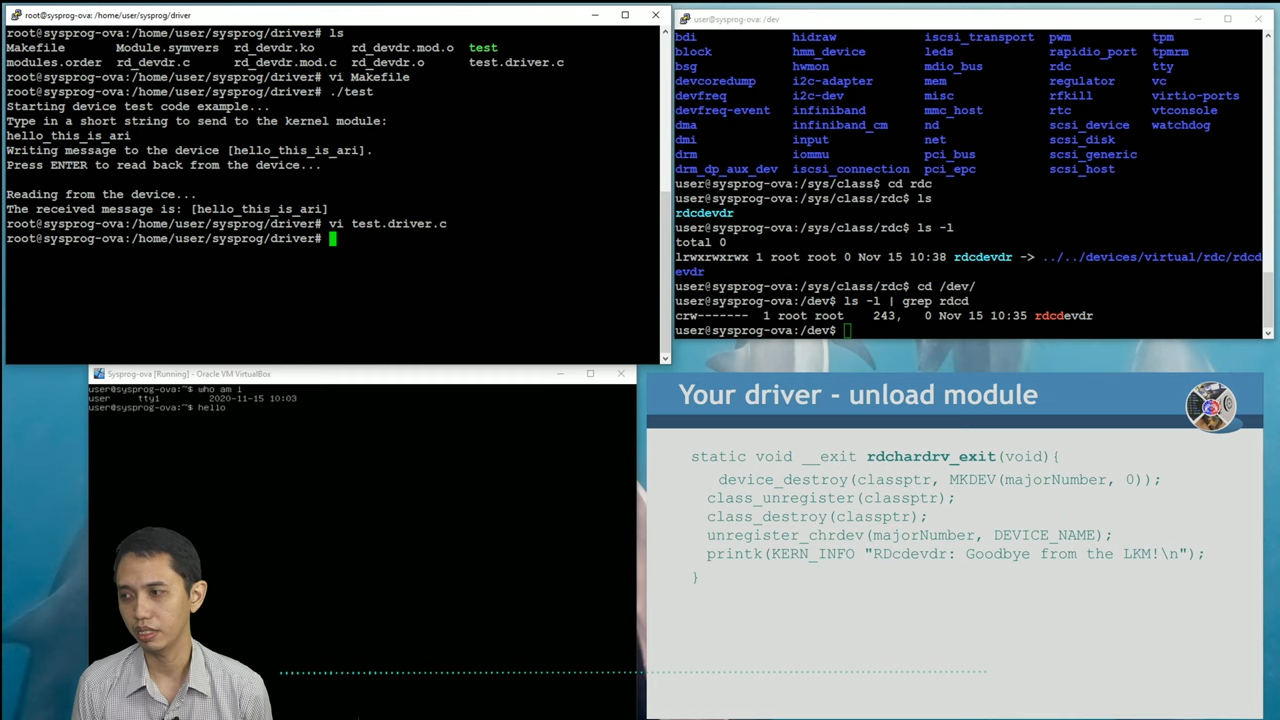 root@sysprog-ova: /home/user/sysprog/driver
root@sysprog-ova:/home/user/sysprog/driver# ls
Makefile Module.symvers rd_devdr.ko rd_devdr.mod.o test
modules.order rd_devdr.c rd_devdr.mod.c rd_devdr.o test.driver.c
root@sysprog-ova:/home/user/sysprog/driver# vi Makefile
root@sysprog-ova:/home/user/sysprog/driver# ./test
Starting device test code example...
Type in a short string to send to the kernel module:
hello_this_is_ari
Writing message to the device [hello_this_is_ari].
Press ENTER to read back from the device...
Reading from the device...
The received message is: [hello_this_is_ari]
root@sysprog-ova:/home/user/sysprog/driver# vi test.driver.c
root@sysprog-ova:/home/user/sysprog/driver#
user@sysprog-ova: /dev
bdi hidraw iscsi_transport pwm tpm
block hmm_device leds rapidio_port tpmrm
bsg hwmon mdio_bus rdc tty
devcoredump i2c-adapter mem regulator vc
devfreq i2c-dev misc rfkill virtio-ports
devfreq-event infiniband mmc_host rtc vtconsole
dma infiniband_cm nd scsi_device watchdog
dmi input net scsi_disk
drm iommu pci_bus scsi_generic
drm_dp_aux_dev iscsi_connection pci_epc scsi_host
user@sysprog-ova:/sys/class$ cd rdc
user@sysprog-ova:/sys/class/rdc$ ls
rdcdevdr
user@sysprog-ova:/sys/class/rdc$ ls -l
total 0
lrwxrwxrwx 1 root root 0 Nov 15 10:38 rdcdevdr -> ../../devices/virtual/rdc/rdcd
evdr
user@sysprog-ova:/sys/class/rdc$ cd /dev/
user@sysprog-ova:/dev$ ls -l | grep rdcd
crw------- 1 root root 243, 0 Nov 15 10:35 rdcdevdr
user@sysprog-ova:/dev$
Sysprog-ova [Running] - Oracle VM VirtualBox
user@sysprog-ova:~$ who am i
user tty1 2020-11-15 10:03
user@sysprog-ova:~$ hello
Your driver - unload module
static void __exit rdchardrv_exit(void){
device_destroy(classptr, MKDEV(majorNumber, 0));
class_unregister(classptr);
class_destroy(classptr);
unregister_chrdev(majorNumber, DEVICE_NAME);
printk(KERN_INFO "RDcdevdr: Goodbye from the LKM!\n");
}